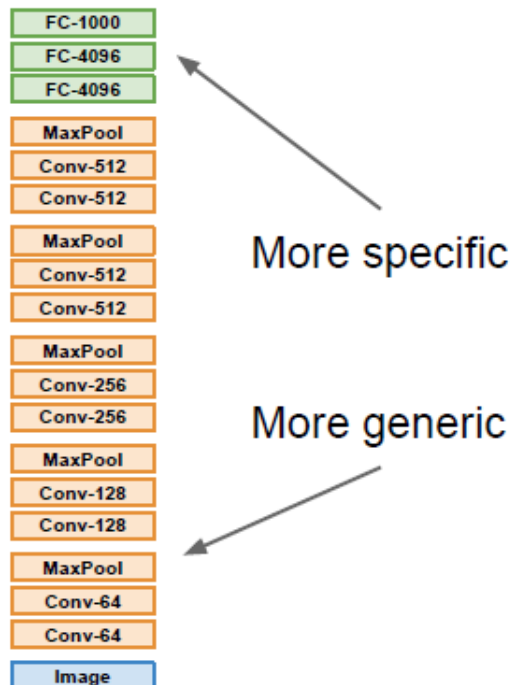 FC-1000
FC-4096
FC-4096
MaxPool
Conv-512
Conv-512
MaxPool
Conv-512
Conv-512
MaxPool
Conv-256
Conv-256
MaxPool
Conv-128
Conv-128
MaxPool
Conv-64
Conv-64
Image
More specific
More generic